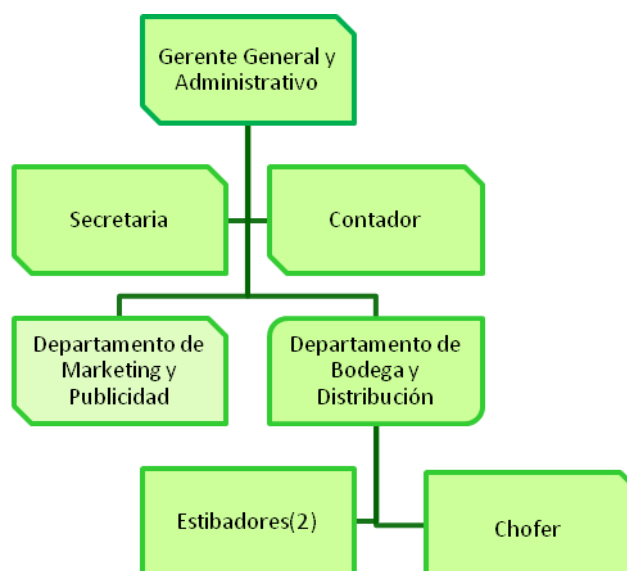 Gerente General y
Administrativo
Secretaria
Contador
Departamento de
Marketing y
Publicidad
Departamento de
Bodega y
Distribución
Estibadores(2)
Chofer